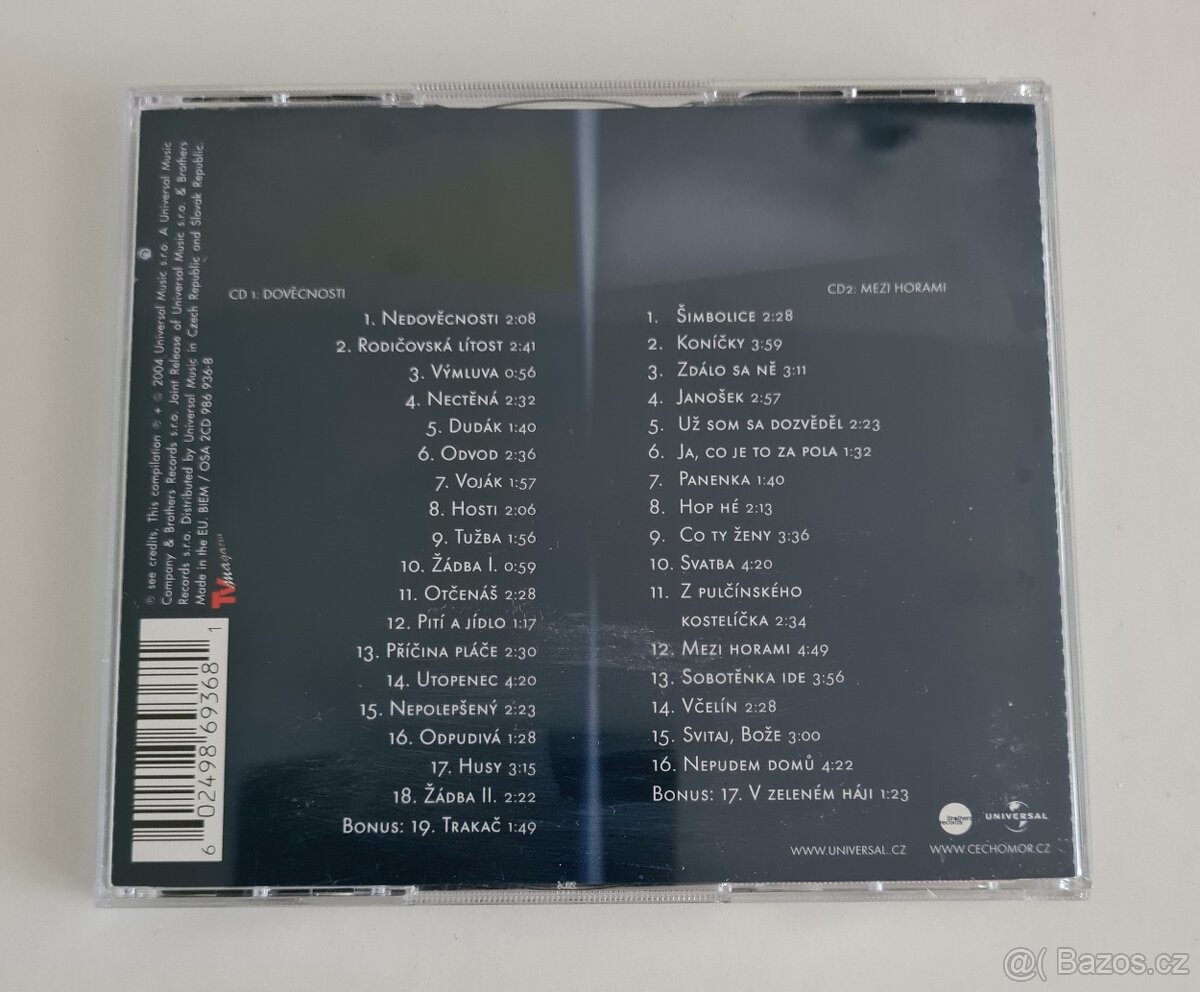 ℗ see credits, This compilation ℗ + © 2004 Universal Music s.r.o. A Universal Music
Company & Brothers Records s.r.o. Joint Release of Universal Music s.r.o. & Brothers
Records s.r.o. Distributed by Universal Music in Czech Republic and Slovak Republic.
Made in the EU. BIEM / OSA 2CD 986 936-8
TV magazín
6 02498 69368 1
CD 1: DOVĚCNOSTI
1. NEDOVĚCNOSTI 2:08
2. RODIČOVSKÁ LÍTOST 2:41
3. VÝMLUVA 0:56
4. NECTĚNÁ 2:32
5. DUDÁK 1:40
6. ODVOD 2:36
7. VOJÁK 1:57
8. HOSTI 2:06
9. TUŽBA 1:56
10. ŽÁDBA I. 0:59
11. OTČENÁŠ 2:28
12. PITÍ A JÍDLO 1:17
13. PŘÍČINA PLÁČE 2:30
14. UTOPENEC 4:20
15. NEPOLEPŠENÝ 2:23
16. ODPUDIVÁ 1:28
17. HUSY 3:15
18. ŽÁDBA II. 2:22
BONUS: 19. TRAKAČ 1:49
CD2: MEZI HORAMI
1. ŠIMBOLICE 2:28
2. KONÍČKY 3:59
3. ZDÁLO SA NĚ 3:11
4. JANOŠEK 2:57
5. UŽ SOM SA DOZVĚDĚL 2:23
6. JA, CO JE TO ZA POLA 1:32
7. PANENKA 1:40
8. HOP HÉ 2:13
9. CO TY ŽENY 3:36
10. SVATBA 4:20
11. Z PULČÍNSKÉHO
KOSTELÍČKA 2:34
12. MEZI HORAMI 4:49
13. SOBOTĚNKA IDE 3:56
14. VČELÍN 2:28
15. SVITAJ, BOŽE 3:00
16. NEPUDEM DOMŮ 4:22
BONUS: 17. V ZELENÉM HÁJI 1:23
Brothers
records
UNIVERSAL
WWW.UNIVERSAL.CZ WWW.CECHOMOR.CZ
@( Bazos.cz